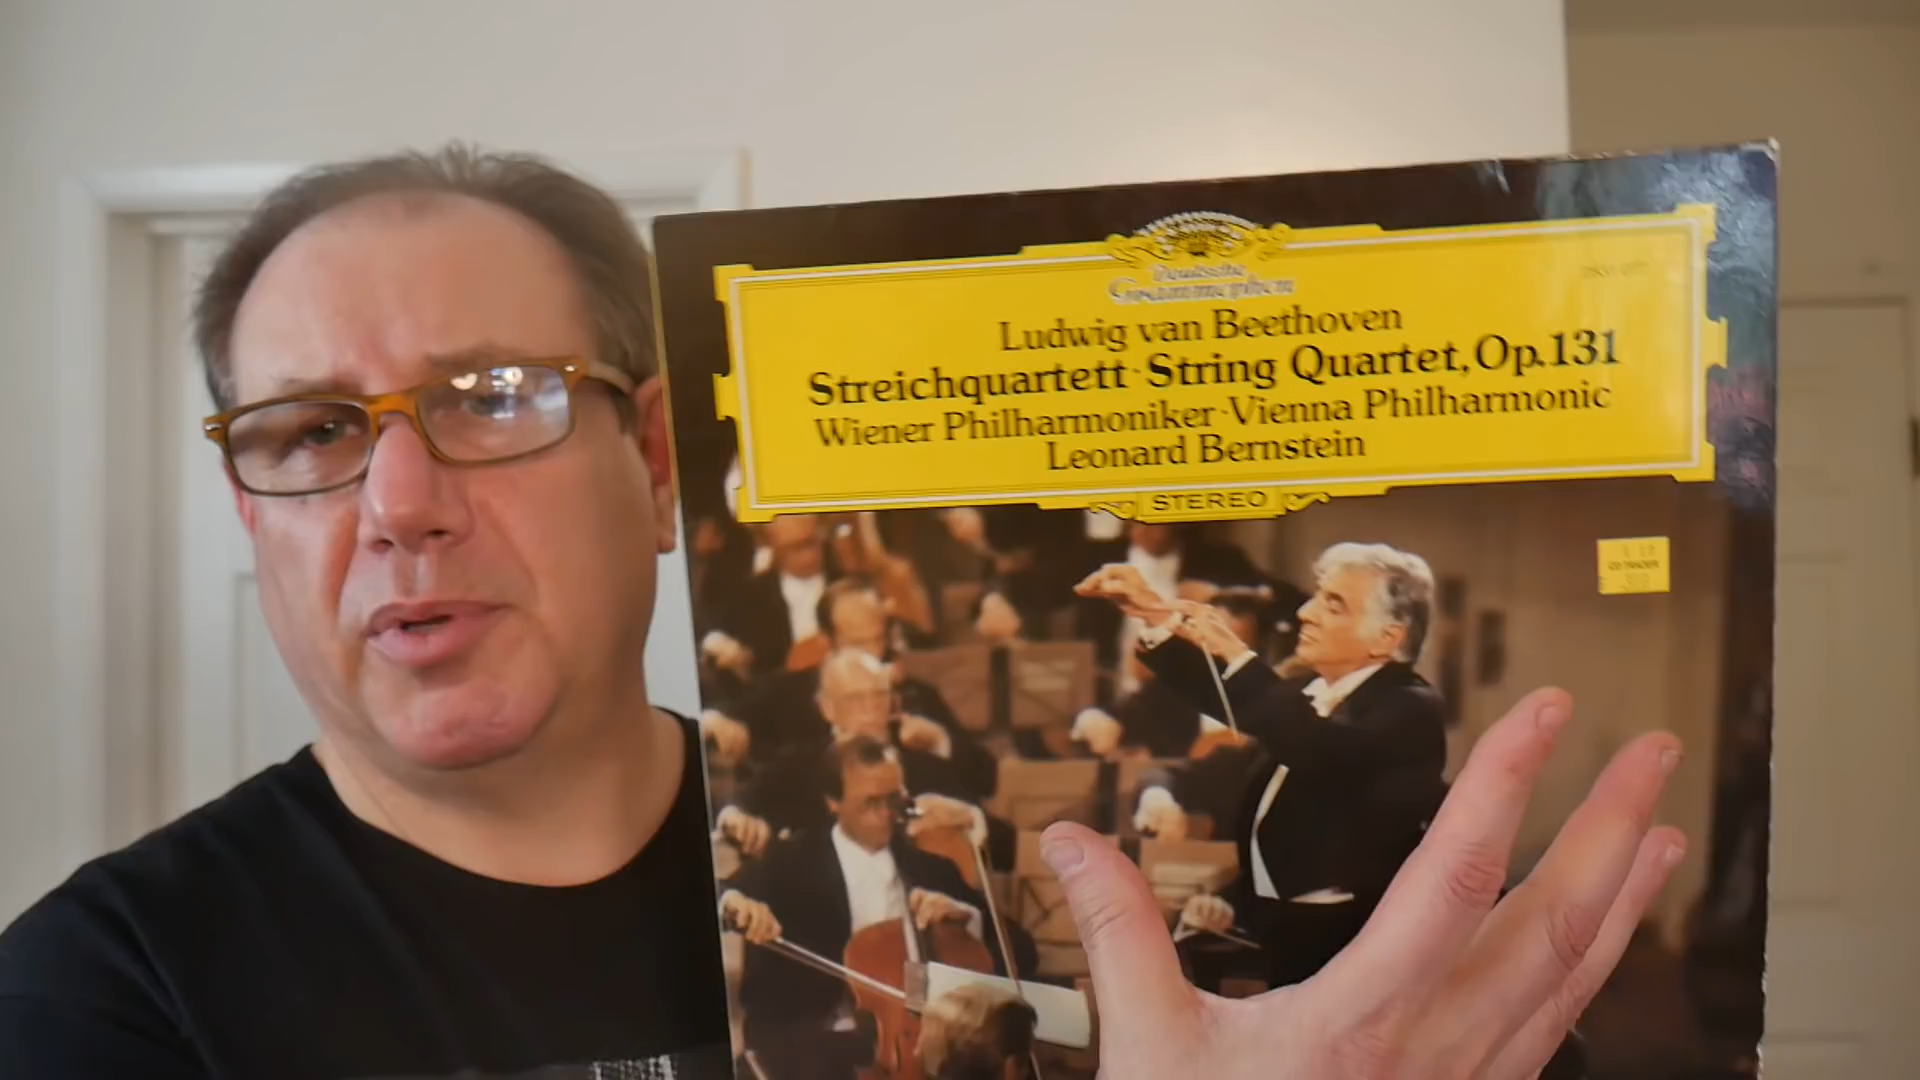 Deutsche
Grammophon
Ludwig van Beethoven
Streichquartett·String Quartet, Op.131
Wiener Philharmoniker·Vienna Philharmonic
Leonard Bernstein
STEREO